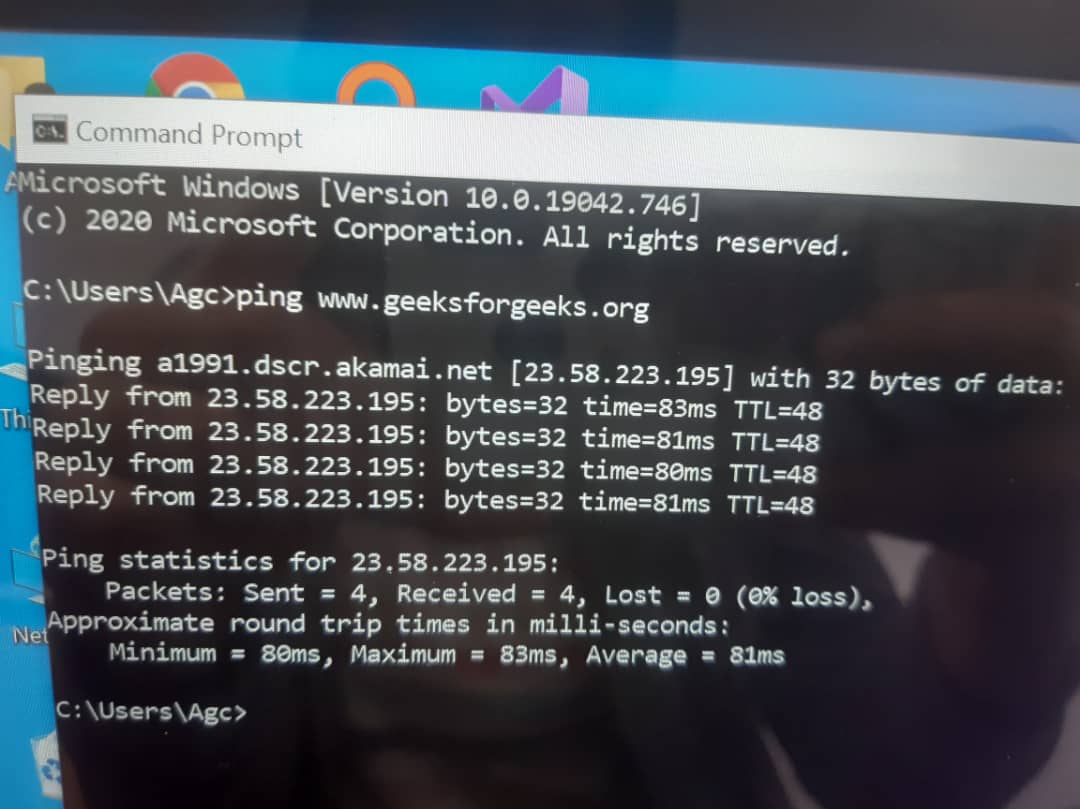 Command Prompt
Microsoft Windows [Version 10.0.19042.746]
(c) 2020 Microsoft Corporation. All rights reserved.
C:\Users\Agc>ping www.geeksforgeeks.org
Pinging a1991.dscr.akamai.net [23.58.223.195] with 32 bytes of data:
Reply from 23.58.223.195: bytes=32 time=83ms TTL=48
Reply from 23.58.223.195: bytes=32 time=81ms TTL=48
Reply from 23.58.223.195: bytes=32 time=80ms TTL=48
Reply from 23.58.223.195: bytes=32 time=81ms TTL=48
Ping statistics for 23.58.223.195:
Packets: Sent = 4, Received = 4, Lost = 0 (0% loss),
Approximate round trip times in milli-seconds:
Minimum = 80ms, Maximum = 83ms, Average = 81ms
C:\Users\Agc>